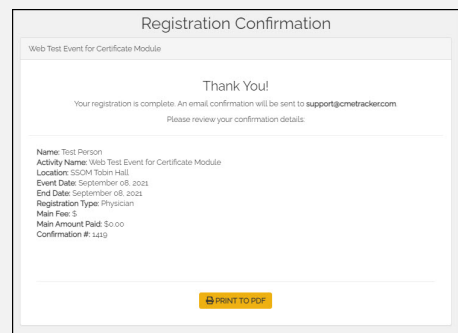 Registration Confirmation
Web Test Event for Certificate Module
Thank You!
Your registration is complete. An email confirmation will be sent to support@cmetracker.com
Please review your confirmation details:
Name: Test Person
Activity Name: Web Test Event for Certificate Module
Location: SSOM Tobin Hall
Event Date: September 08, 2021
End Date: September 08, 2021
Registration Type: Physician
Main Fee: $
Main Amount Paid: $0.00
Confirmation #: 1419
PRINT TO PDF